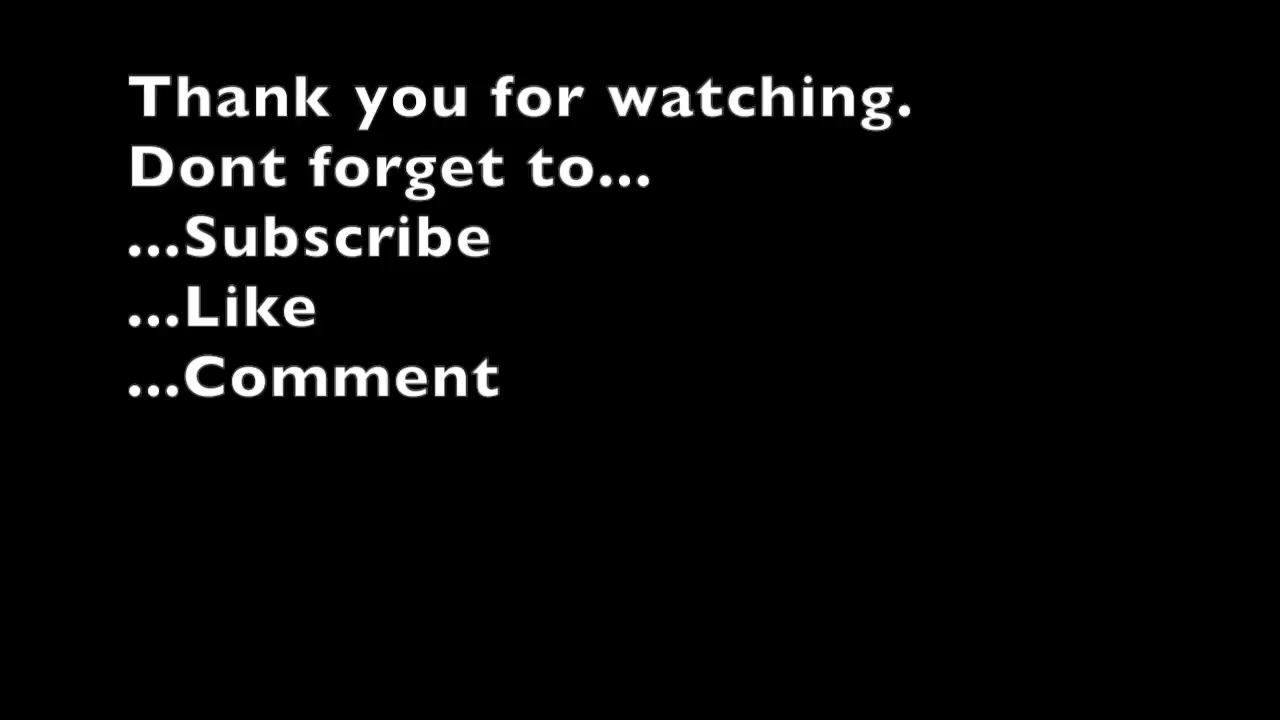 Thank you for watching.
Dont forget to...
...Subscribe
...Like
...Comment